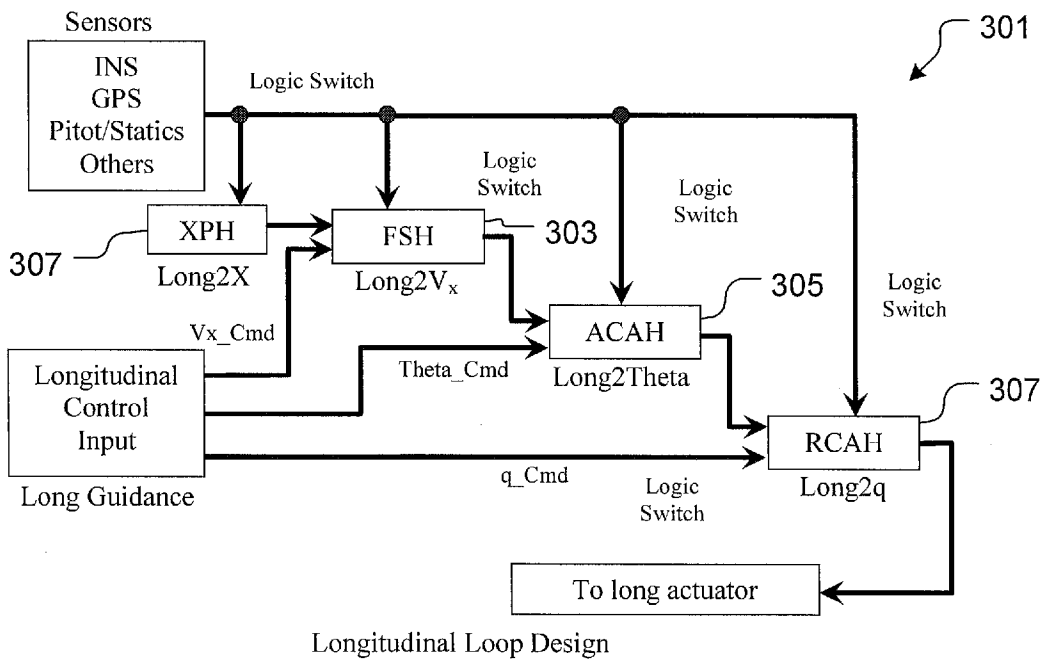 Sensors
301
INS
GPS
Pitot/Statics
Others
Logic Switch
Logic
Switch
Logic
Switch
XPH
FSH
303
307
Long2X
Long2Vx
Logic
Switch
305
Vx_Cmd
ACAH
Theta_Cmd
Long2Theta
Longitudinal
Control
Input
307
RCAH
q_Cmd
Long2q
Long Guidance
Logic
Switch
To long actuator
Longitudinal Loop Design